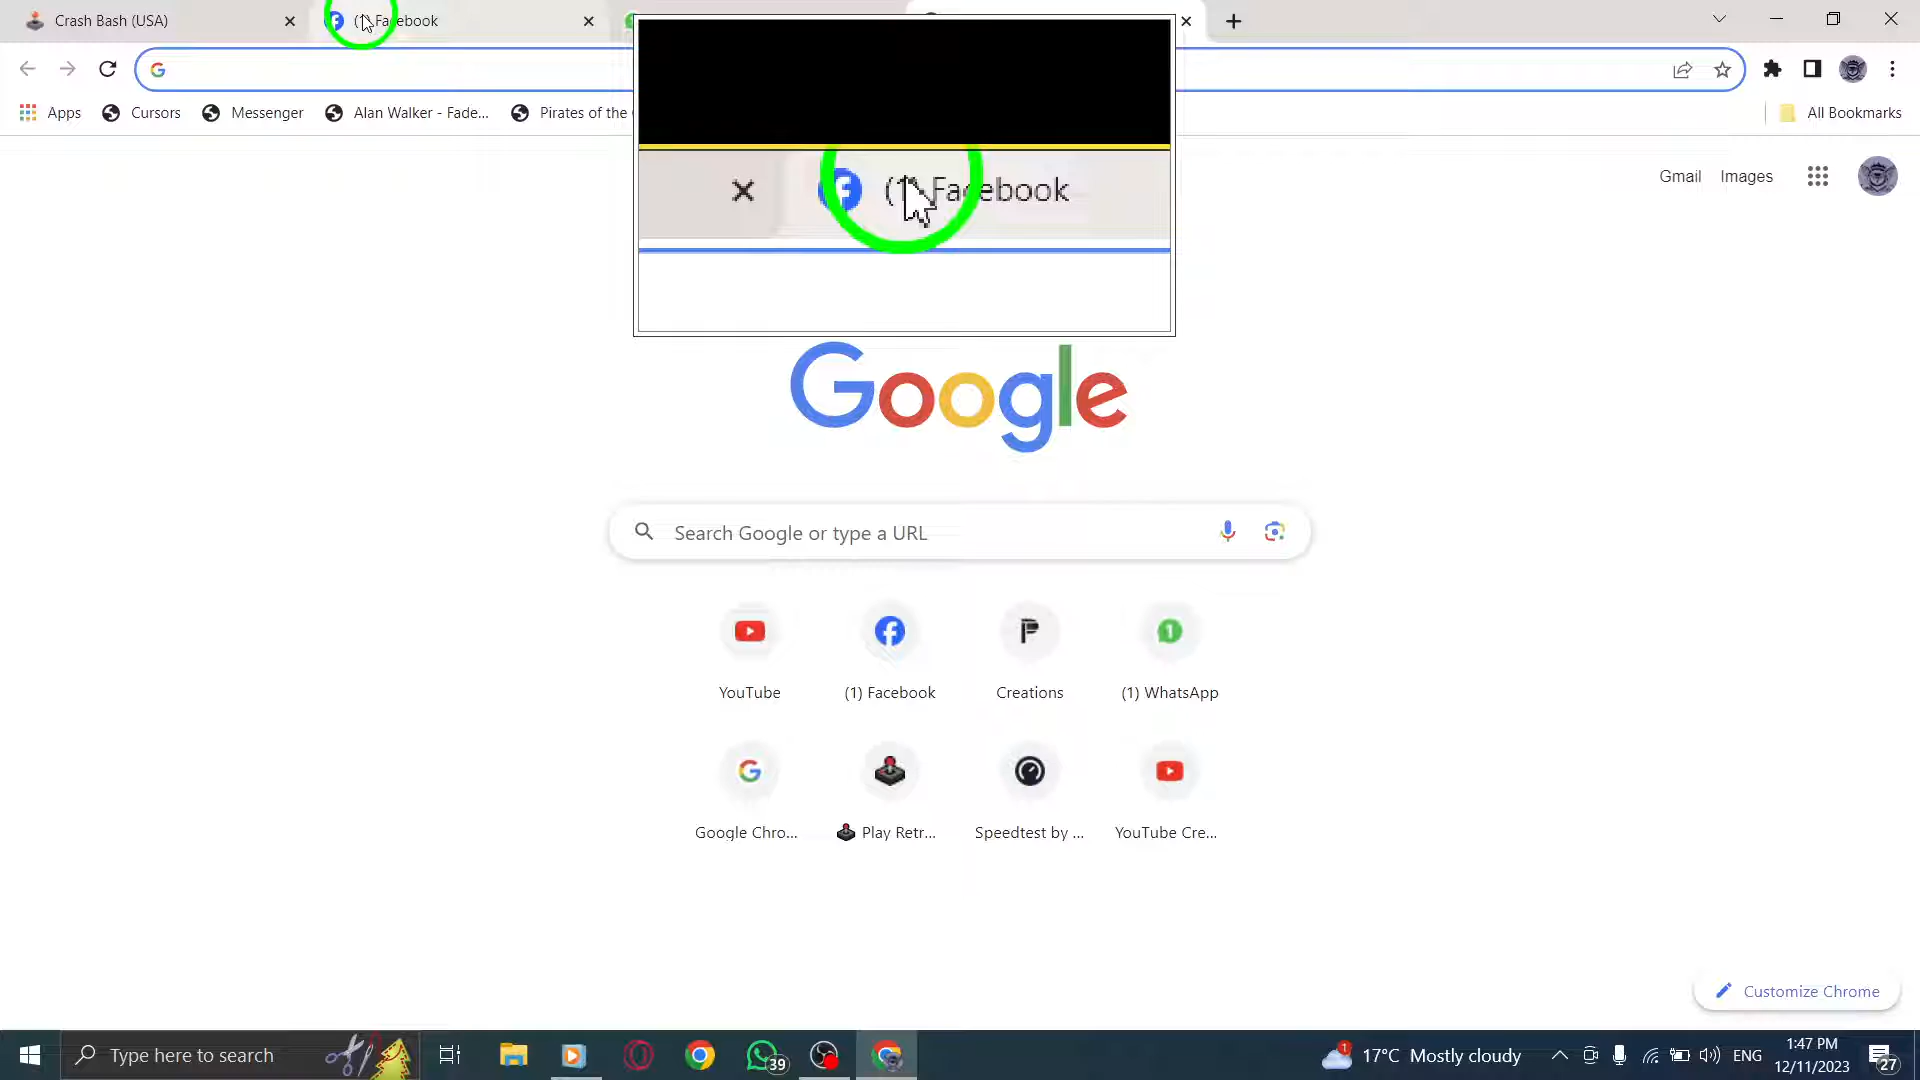 Crash Bash (USA)
(1) Facebook
(1) Facebook
Apps
Cursors
Messenger
Alan Walker - Fade...
Pirates of the
All Bookmarks
Gmail
Images
Google
Search Google or type a URL
YouTube
(1) Facebook
Creations
(1) WhatsApp
Google Chro...
Play Retr...
Speedtest by ...
YouTube Cre...
Customize Chrome
Type here to search
39
1
17°C Mostly cloudy
ENG
1:47 PM
12/11/2023
27